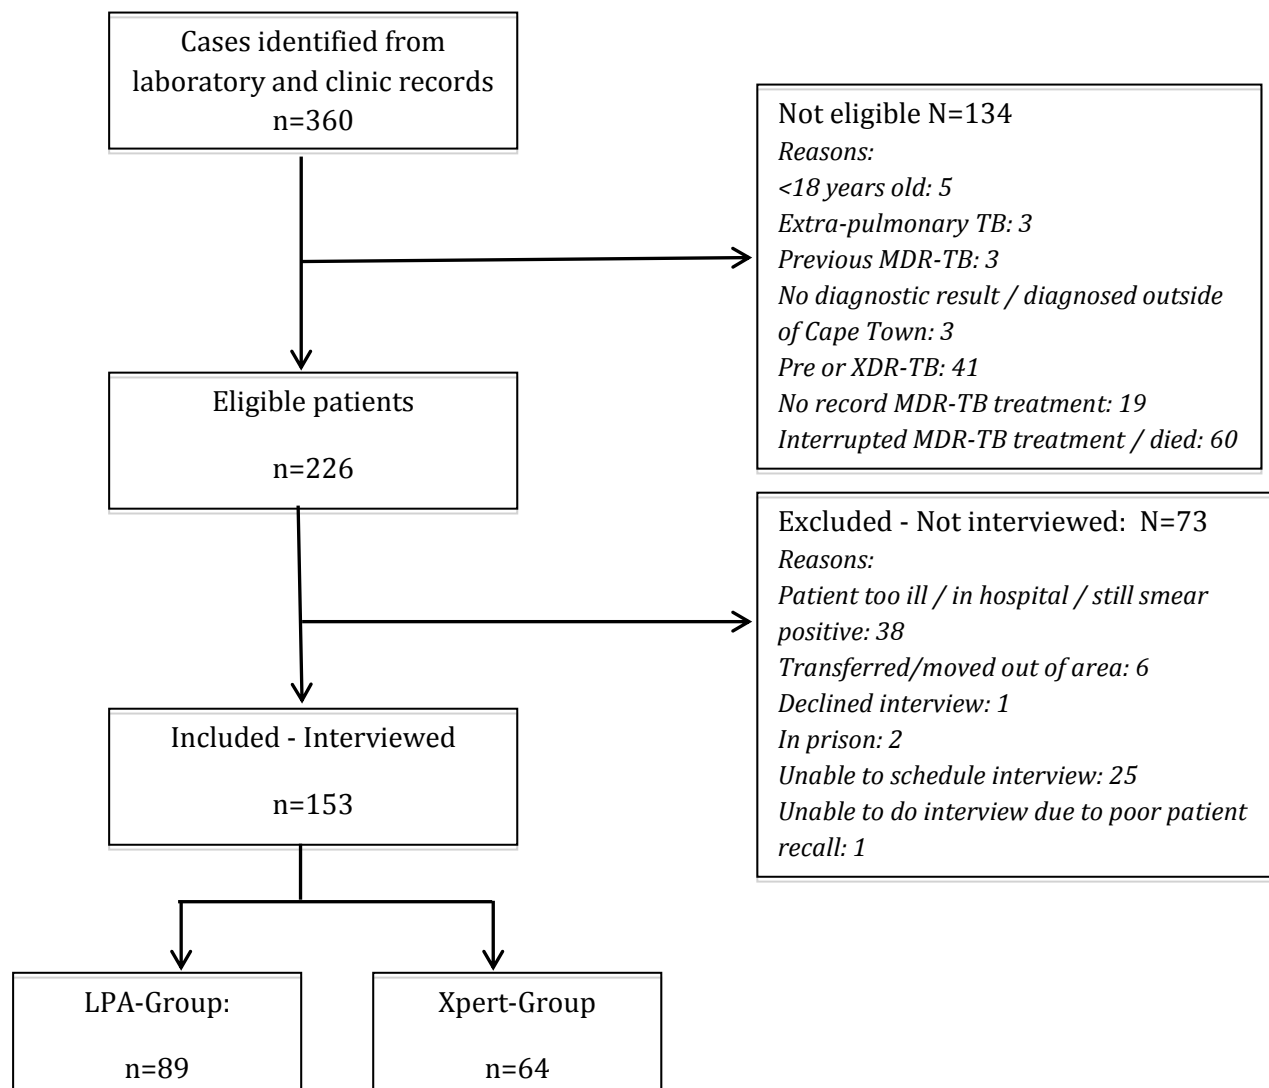 Cases identified from
laboratory and clinic records
n=360
Not eligible N=134
Reasons:
<18 years old: 5
Extra-pulmonary TB: 3
Previous MDR-TB: 3
No diagnostic result / diagnosed outside
of Cape Town: 3
Pre or XDR-TB: 41
No record MDR-TB treatment: 19
Interrupted MDR-TB treatment / died: 60
Eligible patients
n=226
Excluded - Not interviewed:  N=73
Reasons:
Patient too ill / in hospital / still smear
positive: 38
Transferred/moved out of area: 6
Declined interview: 1
In prison: 2
Unable to schedule interview: 25
Unable to do interview due to poor patient
recall: 1
Included - Interviewed
n=153
LPA-Group:
n=89
Xpert-Group
n=64